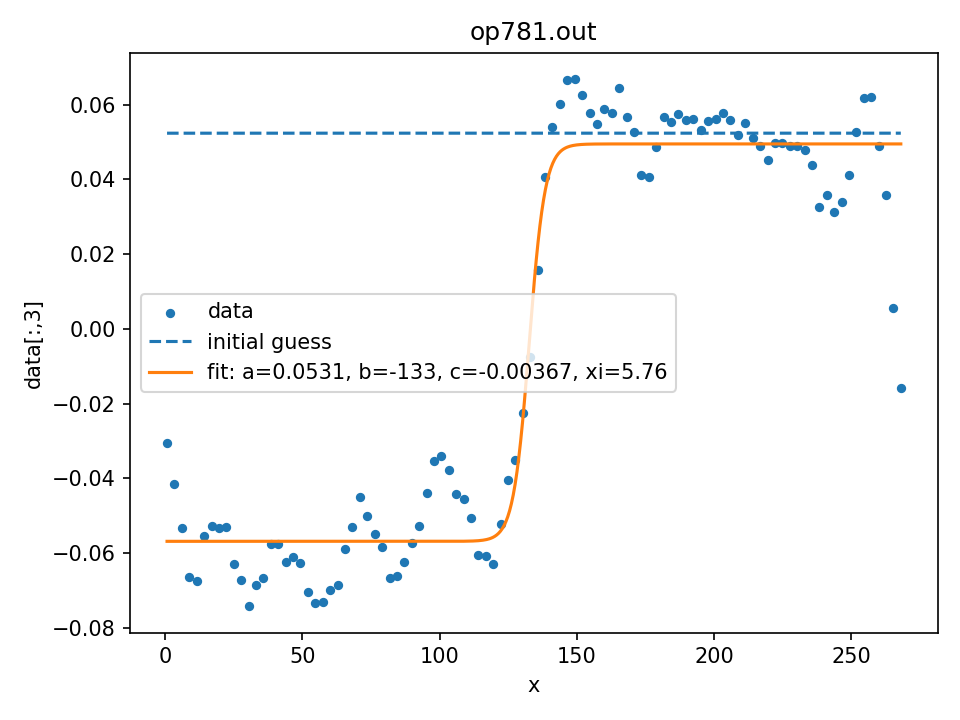 op781.out
0.06
0.04
0.02
0.00
−0.02
−0.04
−0.06
−0.08
data[:,3]
data
initial guess
fit: a=0.0531, b=-133, c=-0.00367, xi=5.76
0 50 100 150 200 250
x